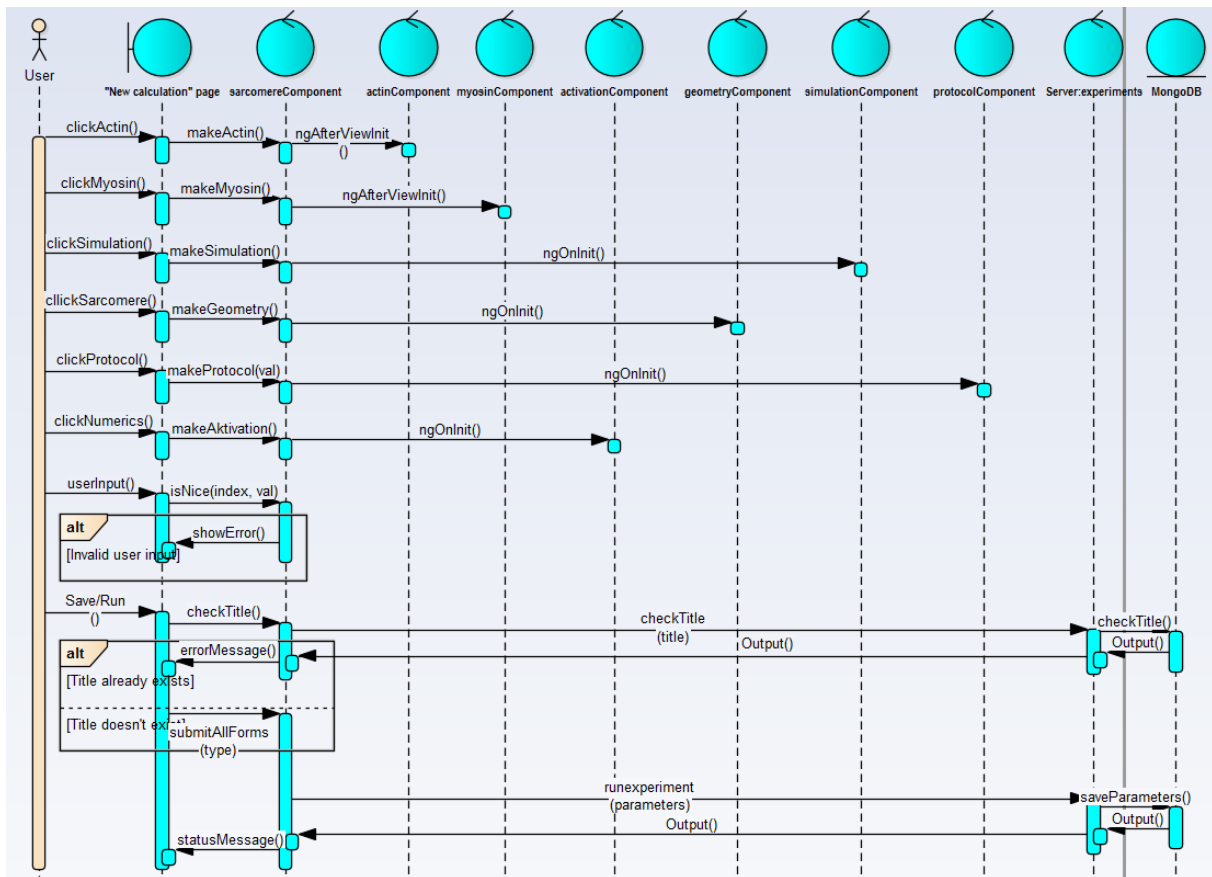 User
"New calculation" page
sarcomereComponent
actinComponent
myosinComponent
activationComponent
geometryComponent
simulationComponent
protocolComponent
Server:experiments
MongoDB
clickActin()
makeActin()
ngAfterViewInit
()
clickMyosin()
makeMyosin()
ngAfterViewInit()
clickSimulation()
makeSimulation()
ngOnInit()
cllickSarcomere()
makeGeometry()
ngOnInit()
clickProtocol()
makeProtocol(val)
ngOnInit()
clickNumerics()
makeAktivation()
ngOnInit()
userInput()
isNice(index, val)
alt
showError()
[Invalid user input]
Save/Run
()
checkTitle()
checkTitle
(title)
checkTitle()
Output()
Output()
alt
errorMessage()
[Title already exists]
[Title doesn't exist]
submitAllForms
(type)
runexperiment
(parameters)
saveParameters()
Output()
Output()
statusMessage()